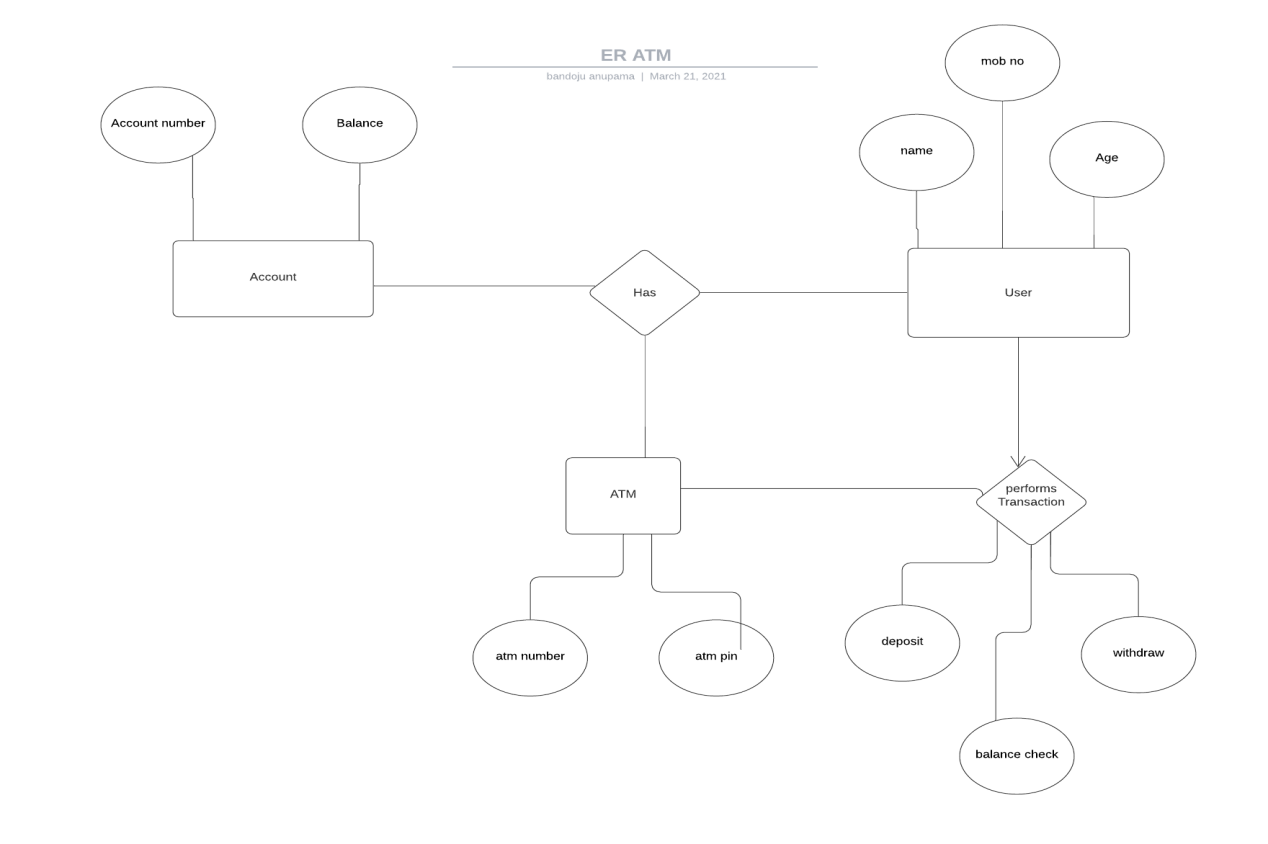 ER ATM
bandoju anupama | March 21, 2021
mob no
Account number
Balance
name
Age
Account
Has
User
ATM
performs
Transaction
atm number
atm pin
deposit
withdraw
balance check